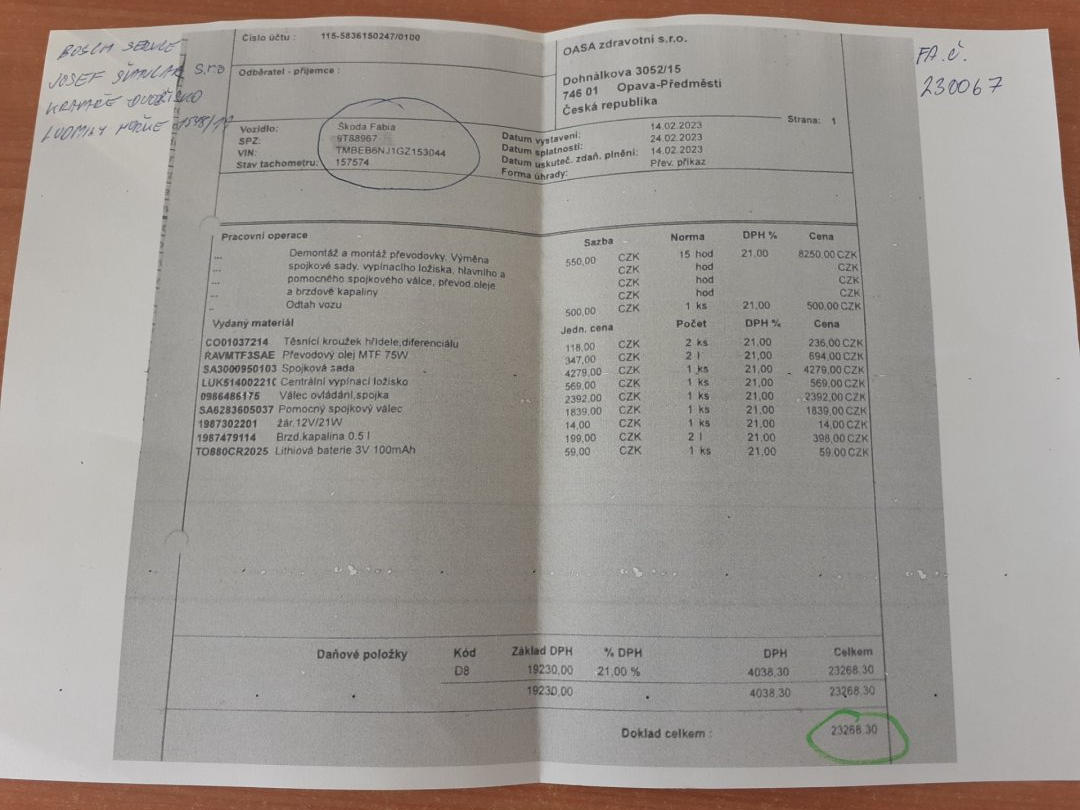 BOSCH SERVICE
JOSEF s.r.o
LUDMILY
FA.č.
230067
Číslo účtu : 115-5836150247/0100
Odběratel - příjemce :
OASA zdravotní s.r.o.
Dohnálkova 3052/15
746 01 Opava-Předměstí
Česká republika
Vozidlo: Škoda Fabia
SPZ: 9T88967
VIN: TMBEB6NJ1GZ153044
Stav tachometru: 157574
Strana: 1
Datum vystavení: 14.02.2023
Datum splatnosti: 24.02.2023
Datum uskuteč. zdaň. plnění: 14.02.2023
Forma úhrady: Přev. příkaz
Pracovní operace Sazba Norma DPH % Cena
... Demontáž a montáž převodovky. Výměna 550,00 CZK 15 hod 21,00 8250,00 CZK
... spojkové sady, vypínacího ložiska, hlavního a CZK hod CZK
... pomocného spojkového válce, převod.oleje CZK hod CZK
... a brzdové kapaliny CZK hod CZK
.. Odtah vozu 500,00 CZK 1 ks 21,00 500,00 CZK
Vydaný materiál Jedn. cena Počet DPH % Cena
CO01037214 Těsnící kroužek hřídele,diferenciálu 118,00 CZK 2 ks 21,00 236,00 CZK
RAVMTF3SAE Převodový olej MTF 75W 347,00 CZK 2 l 21,00 694,00 CZK
SA3000950103 Spojková sada 4279,00 CZK 1 ks 21,00 4279,00 CZK
LUK51400221C Centrální vypínací ložisko 569,00 CZK 1 ks 21,00 569,00 CZK
0986486175 Válec ovládání,spojka 2392,00 CZK 1 ks 21,00 2392,00 CZK
SA6283605037 Pomocný spojkový válec 1839,00 CZK 1 ks 21,00 1839,00 CZK
1987302201 žár.12V/21W 14,00 CZK 1 ks 21,00 14,00 CZK
1987479114 Brzd.kapalina 0.5 l 199,00 CZK 2 l 21,00 398,00 CZK
TO880CR2025 Lithiová baterie 3V 100mAh 59,00 CZK 1 ks 21,00 59,00 CZK
Daňové položky Kód Základ DPH % DPH DPH Celkem
D8 19230,00 21,00 % 4038,30 23268,30
19230,00 4038,30 23268,30
Doklad celkem : 23268,30